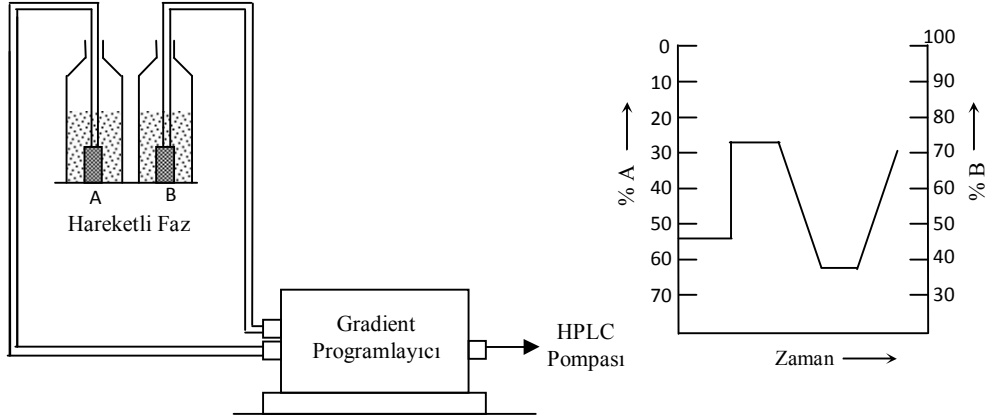 A
B
Hareketli Faz
Gradient
Programlayıcı
HPLC
Pompası
0
10
20
30
40
50
60
70
% A
100
90
80
70
60
50
40
30
% B
Zaman